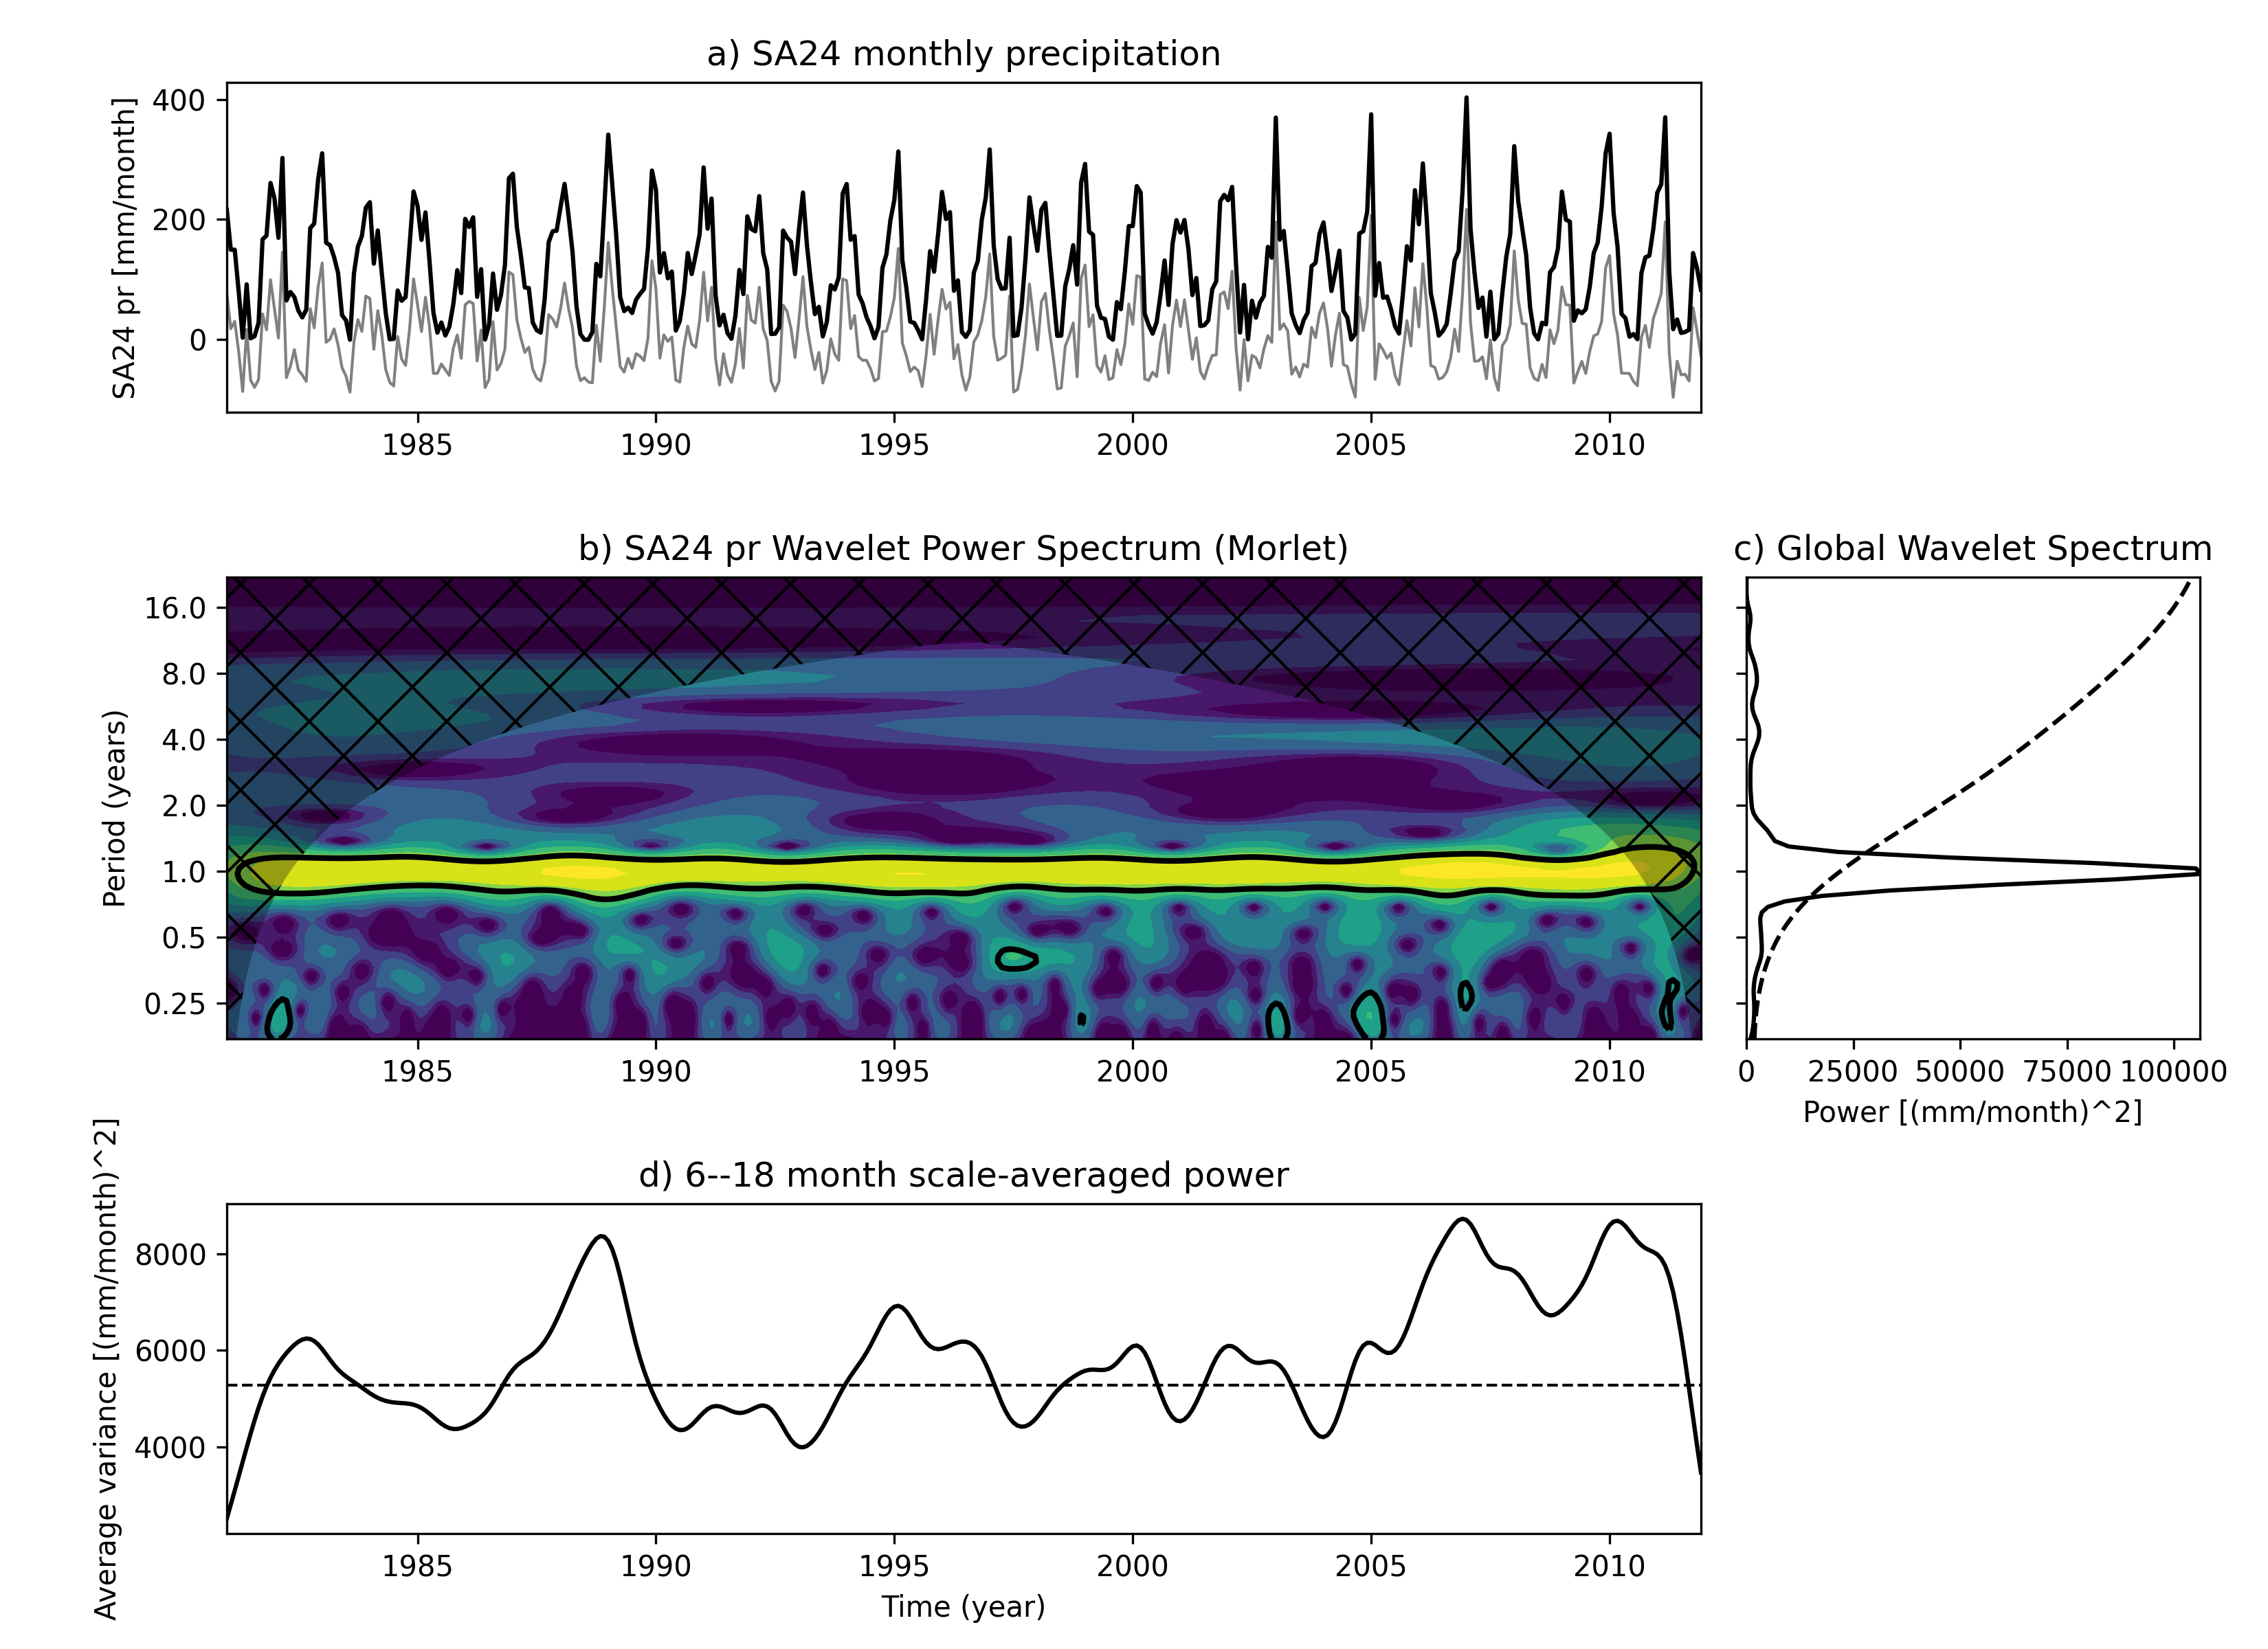 a) SA24 monthly precipitation
SA24 pr [mm/month]
400
200
0
1985 1990 1995 2000 2005 2010
b) SA24 pr Wavelet Power Spectrum (Morlet)
Period (years)
16.0
8.0
4.0
2.0
1.0
0.5
0.25
1985 1990 1995 2000 2005 2010
c) Global Wavelet Spectrum
0 25000 50000 75000 100000
Power [(mm/month)^2]
d) 6--18 month scale-averaged power
Average variance [(mm/month)^2]
8000
6000
4000
1985 1990 1995 2000 2005 2010
Time (year)